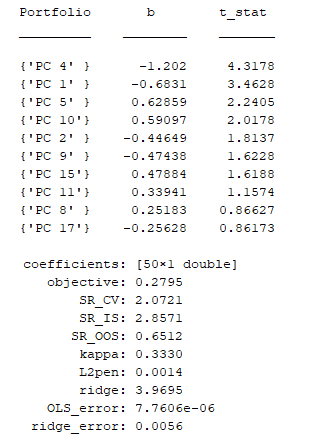 Portfolio b t_stat
{'PC 4' } -1.202 4.3178
{'PC 1' } -0.6831 3.4628
{'PC 5' } 0.62859 2.2405
{'PC 10'} 0.59097 2.0178
{'PC 2' } -0.44649 1.8137
{'PC 9' } -0.47438 1.6228
{'PC 15'} 0.47884 1.6188
{'PC 11'} 0.33941 1.1574
{'PC 8' } 0.25183 0.86627
{'PC 17'} -0.25628 0.86173
coefficients: [50×1 double]
objective: 0.2795
SR_CV: 2.0721
SR_IS: 2.8571
SR_OOS: 0.6512
kappa: 0.3330
L2pen: 0.0014
ridge: 3.9695
OLS_error: 7.7606e-06
ridge_error: 0.0056